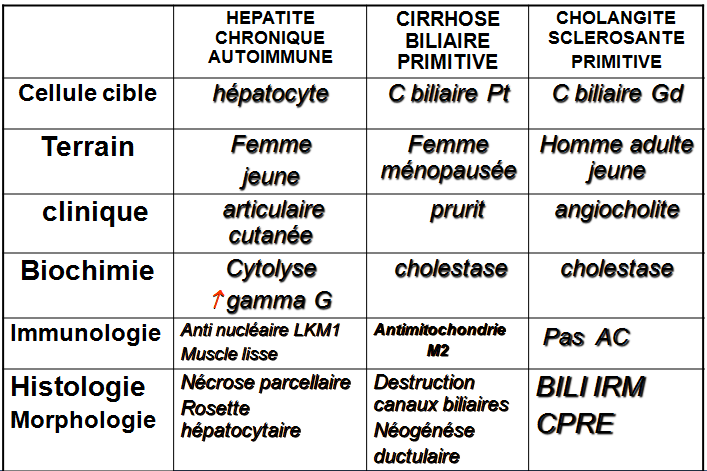 HEPATITE
CHRONIQUE
AUTOIMMUNE
CIRRHOSE
BILIAIRE
PRIMITIVE
CHOLANGITE
SCLEROSANTE
PRIMITIVE
Cellule cible
hépatocyte
C biliaire Pt
C biliaire Gd
Terrain
Femme
jeune
Femme
ménopausée
Homme adulte
jeune
clinique
articulaire
cutanée
prurit
angiocholite
Biochimie
Cytolyse
↑gamma G
cholestase
cholestase
Immunologie
Anti nucléaire LKM1
Muscle lisse
Antimitochondrie
M2
Pas AC
Histologie
Morphologie
Nécrose parcellaire
Rosette
hépatocytaire
Destruction
canaux biliaires
Néogénése
ductulaire
BILI IRM
CPRE